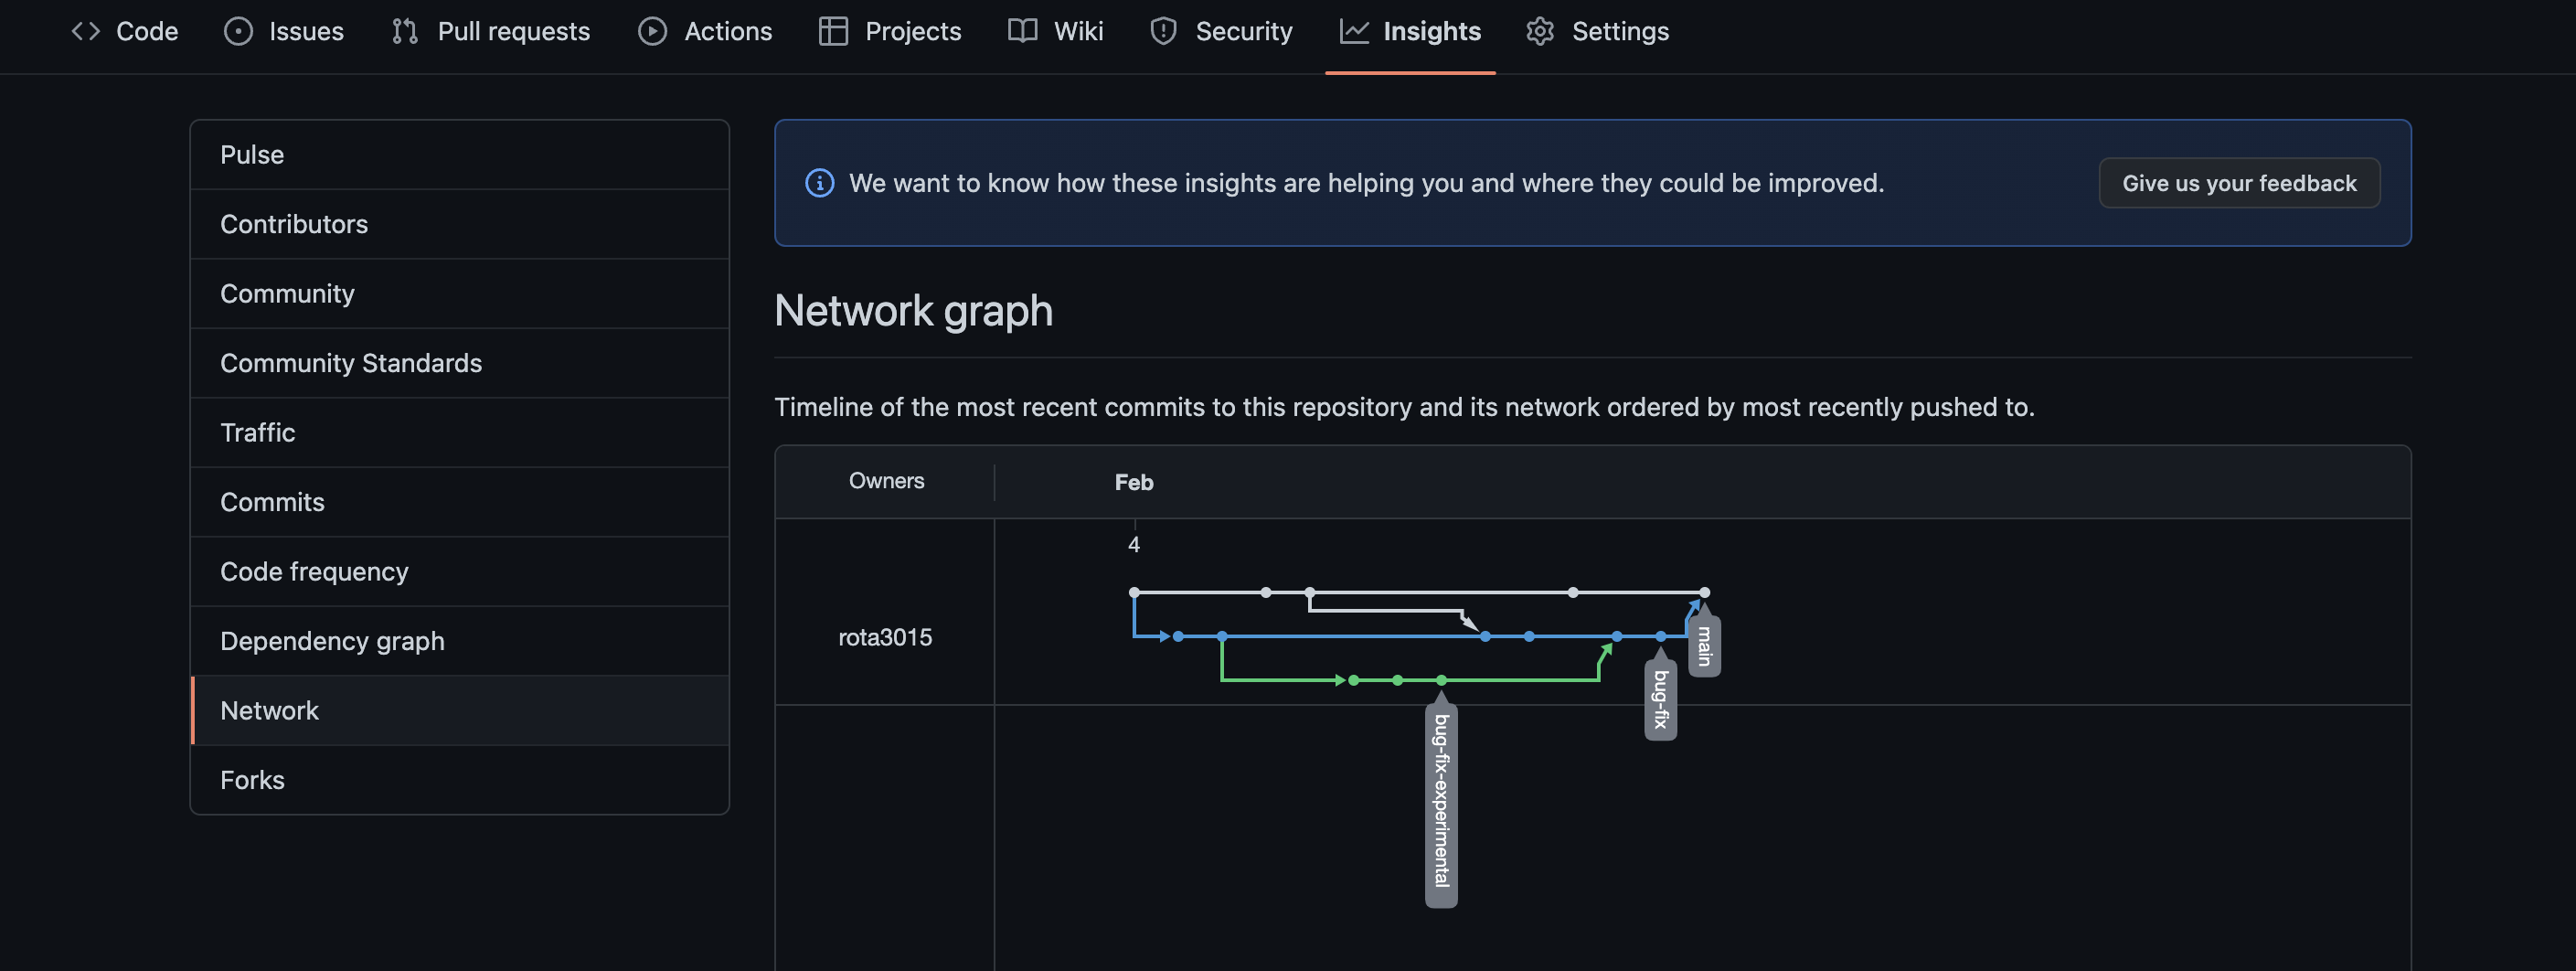 Code Issues Pull requests Actions Projects Wiki Security Insights Settings
Pulse
Contributors
Community
Community Standards
Traffic
Commits
Code frequency
Dependency graph
Network
Forks
We want to know how these insights are helping you and where they could be improved.
Give us your feedback
Network graph
Timeline of the most recent commits to this repository and its network ordered by most recently pushed to.
Owners
Feb
4
rota3015
main
bug-fix
bug-fix-experimental